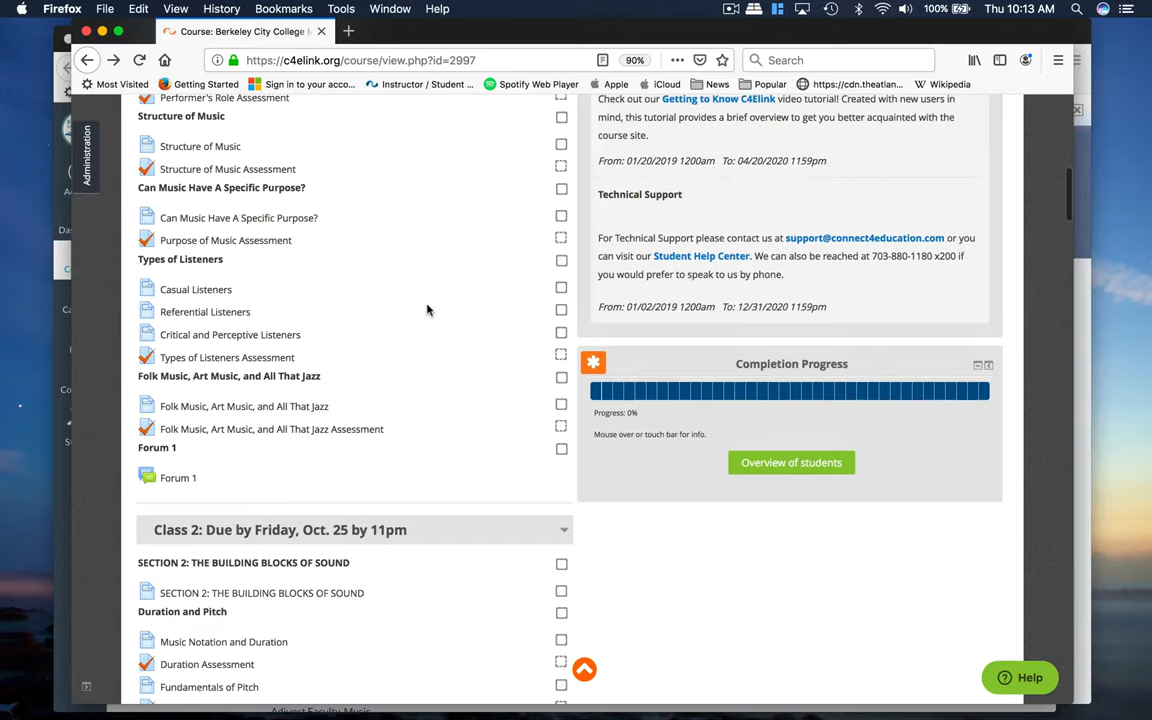 Firefox File Edit View History Bookmarks Tools Window Help 100% Thu 10:13 AM
Course: Berkeley City College M
https://c4elink.org/course/view.php?id=2997 90% Search
Most Visited Getting Started Sign in to your acco... Instructor / Student ... Spotify Web Player Apple iCloud News Popular https://cdn.theatlan... Wikipedia
Administration
Performer's Role Assessment
Structure of Music
Structure of Music
Structure of Music Assessment
Can Music Have A Specific Purpose?
Can Music Have A Specific Purpose?
Purpose of Music Assessment
Types of Listeners
Casual Listeners
Referential Listeners
Critical and Perceptive Listeners
Types of Listeners Assessment
Folk Music, Art Music, and All That Jazz
Folk Music, Art Music, and All That Jazz
Folk Music, Art Music, and All That Jazz Assessment
Forum 1
Forum 1
Class 2: Due by Friday, Oct. 25 by 11pm
SECTION 2: THE BUILDING BLOCKS OF SOUND
SECTION 2: THE BUILDING BLOCKS OF SOUND
Duration and Pitch
Music Notation and Duration
Duration Assessment
Fundamentals of Pitch
Check out our Getting to Know C4Elink video tutorial! Created with new users in
mind, this tutorial provides a brief overview to get you better acquainted with the
course site.
From: 01/20/2019 1200am To: 04/20/2020 1159pm
Technical Support
For Technical Support please contact us at support@connect4education.com or you
can visit our Student Help Center. We can also be reached at 703-880-1180 x200 if
you would prefer to speak to us by phone.
From: 01/02/2019 1200am To: 12/31/2020 1159pm
Completion Progress
Progress: 0%
Mouse over or touch bar for info.
Overview of students
Help
Adjunct Faculty Music